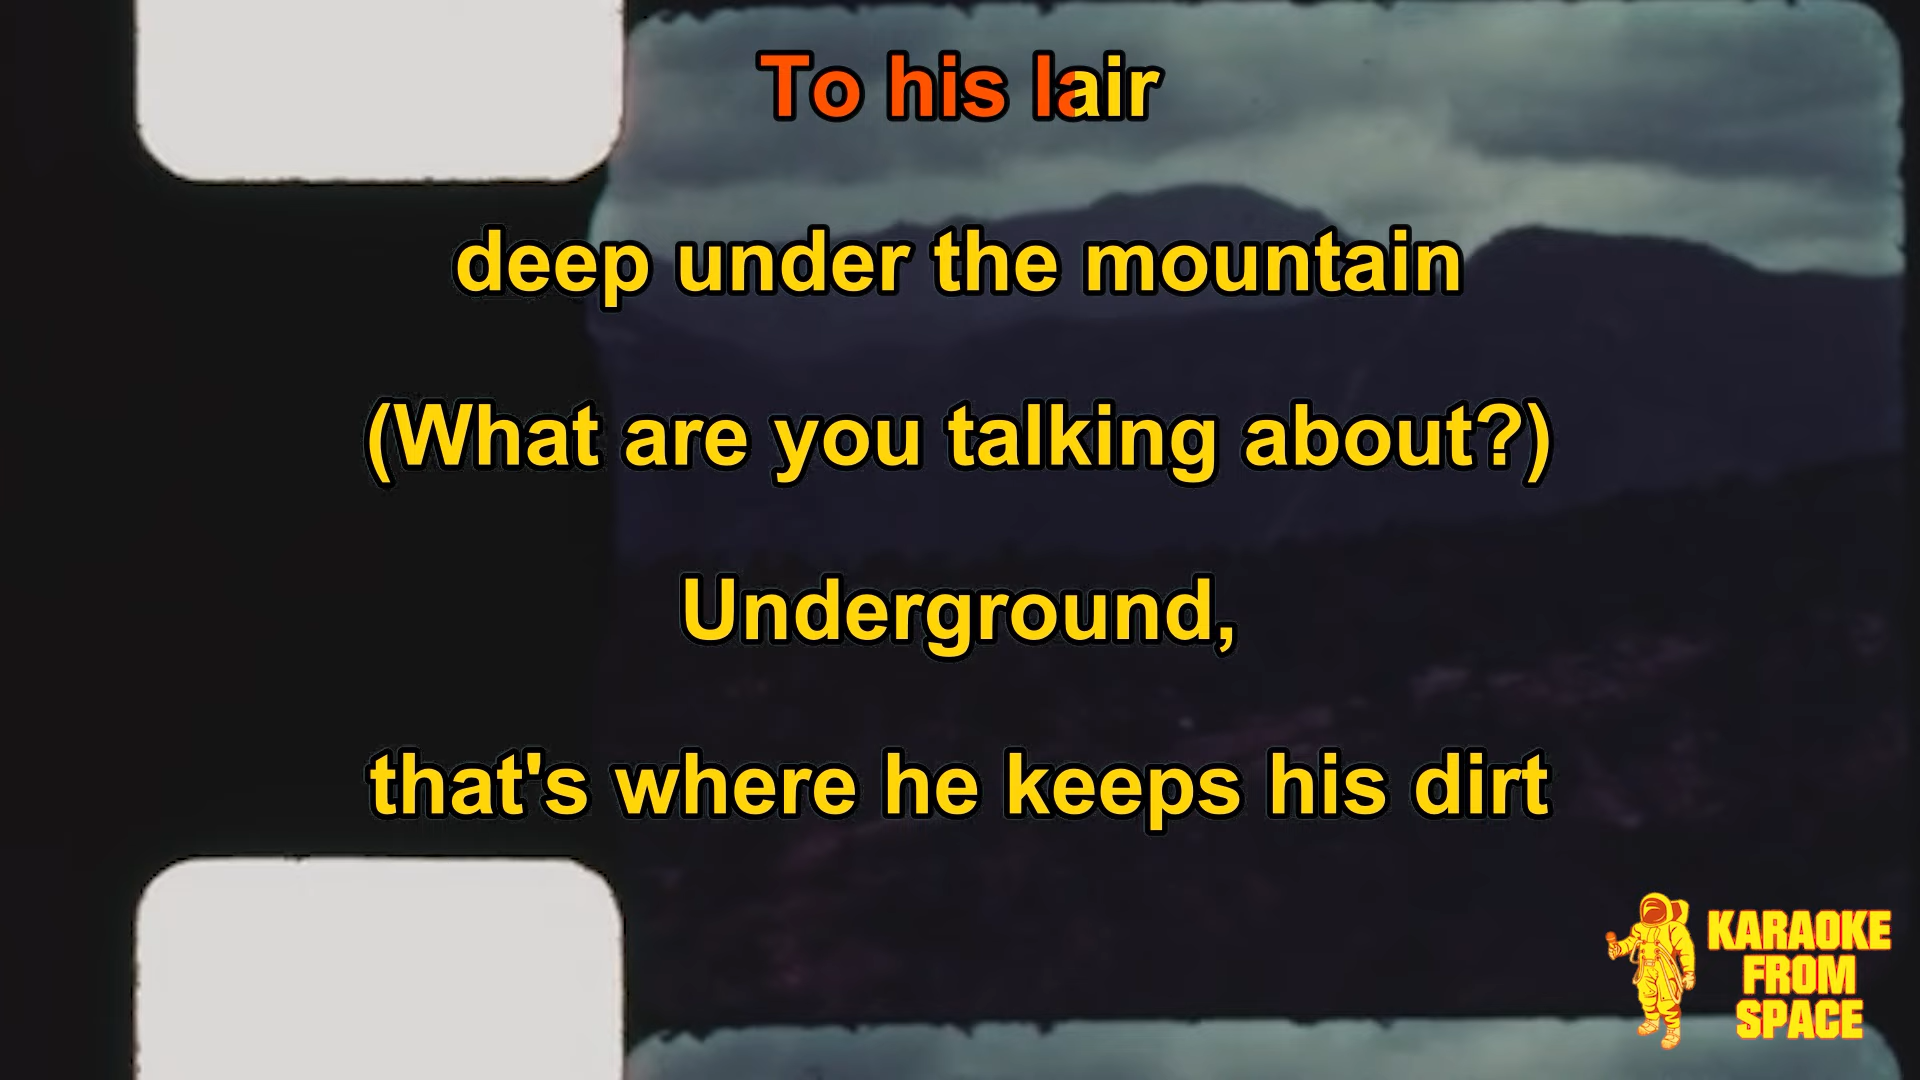 To his lair
deep under the mountain
(What are you talking about?)
Underground,
that's where he keeps his dirt
KARAOKE
FROM
SPACE